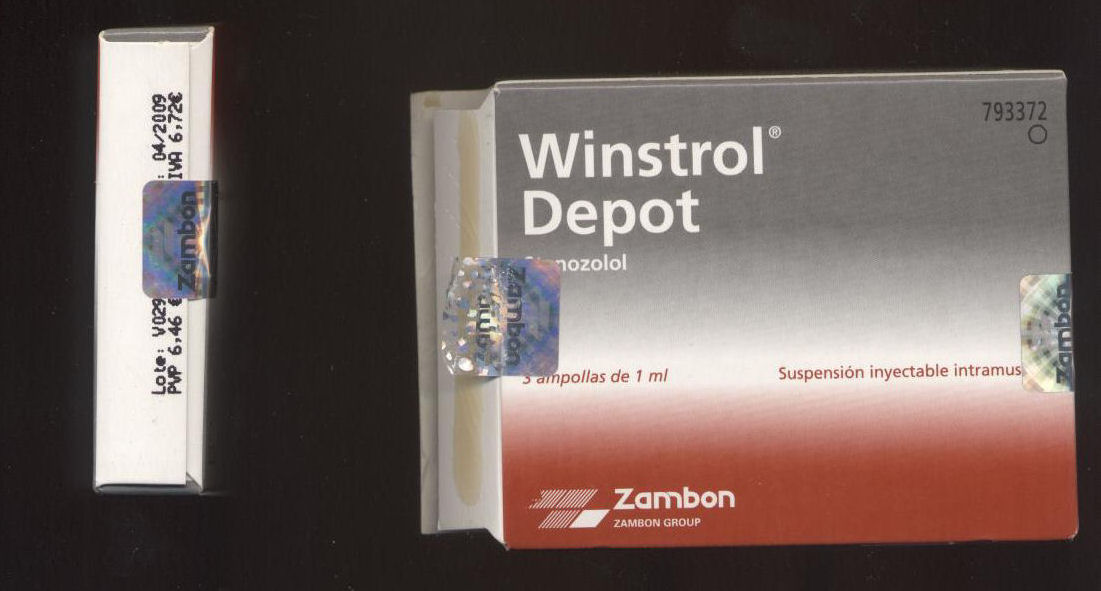 Lote: V029 : 04/2009
PVP 6,46 € IVA 6,72€
Zambon
793372
Winstrol®
Depot
Zambon
Zambon
3 ampollas de 1 ml
Suspensión inyectable
Zambon
Zambon
ZAMBON GROUP